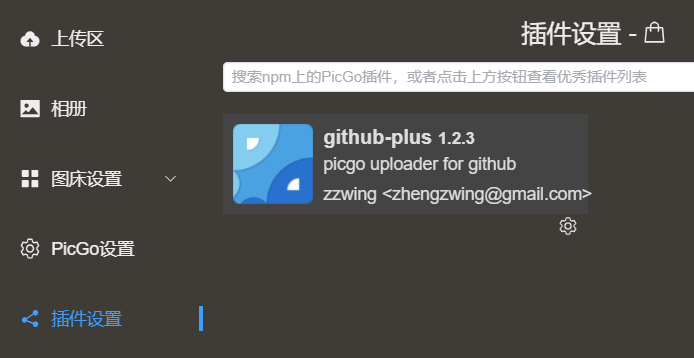 上传区
相册
图床设置
PicGo设置
插件设置
插件设置 -
搜索npm上的PicGo插件，或者点击上方按钮查看优秀插件列表
github-plus 1.2.3
picgo uploader for github
zzwing <zhengzwing@gmail.com>